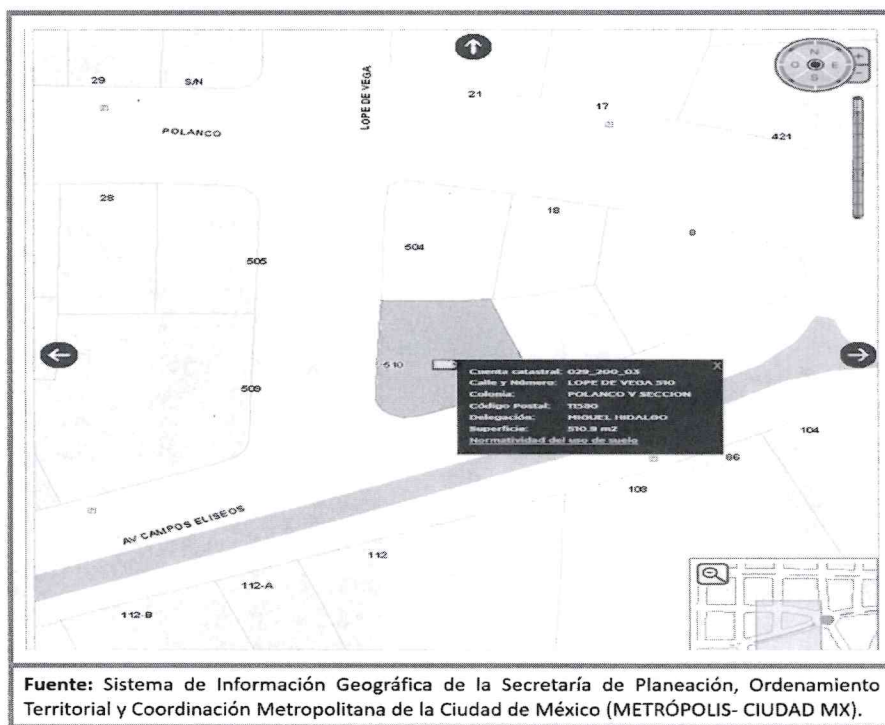 29
S/N
LOPE DE VEGA
21
17
N
O
E
S
+
-
POLANCO
421
28
18
8
504
505
510
509
Cuenta catastral: 029_200_03
Calle y Número: LOPE DE VEGA 510
Colonia: POLANCO V SECCION
Código Postal: 11580
Delegación: MIGUEL HIDALGO
Superficie: 510.9 m2
Normatividad del uso de suelo
X
104
86
103
AV CAMPOS ELISEOS
112
112-A
112-B
Fuente: Sistema de Información Geográfica de la Secretaría de Planeación, Ordenamiento
Territorial y Coordinación Metropolitana de la Ciudad de México (METRÓPOLIS- CIUDAD MX).